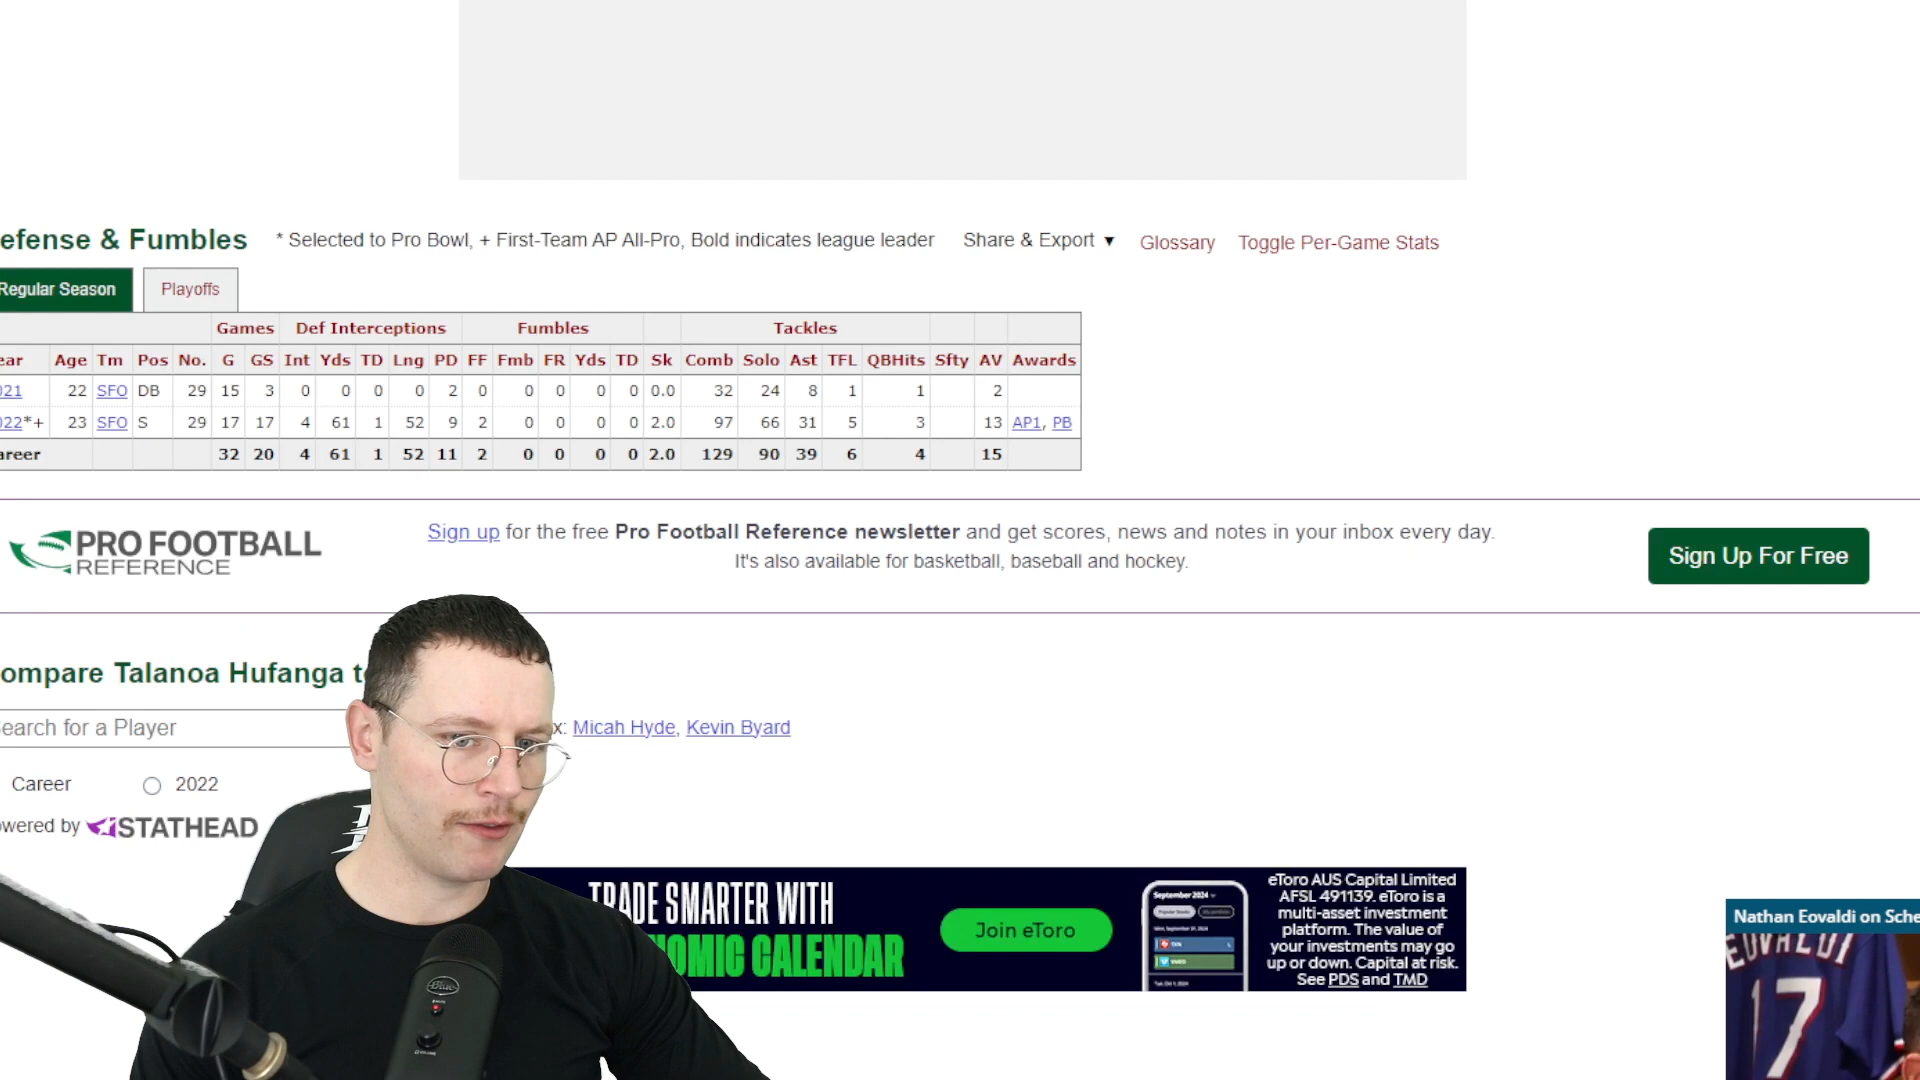 efense & Fumbles * Selected to Pro Bowl, + First-Team AP All-Pro, Bold indicates league leader Share & Export ▼ Glossary Toggle Per-Game Stats
Regular Season Playoffs
Games Def Interceptions Fumbles Tackles
ear Age Tm Pos No. G GS Int Yds TD Lng PD FF Fmb FR Yds TD Sk Comb Solo Ast TFL QBHits Sfty AV Awards
021 22 SFO DB 29 15 3 0 0 0 0 2 0 0 0 0 0 0.0 32 24 8 1 1 2
022*+ 23 SFO S 29 17 17 4 61 1 52 9 2 0 0 0 0 2.0 97 66 31 5 3 13 AP1, PB
areer 32 20 4 61 1 52 11 2 0 0 0 0 2.0 129 90 39 6 4 15
PRO FOOTBALL
REFERENCE
Sign up for the free Pro Football Reference newsletter and get scores, news and notes in your inbox every day.
It's also available for basketball, baseball and hockey.
Sign Up For Free
ompare Talanoa Hufanga t
earch for a Player x: Micah Hyde, Kevin Byard
Career 2022
owered by STATHEAD
TRADE SMARTER WITH
NOMIC CALENDAR
Join eToro
September 2024
eToro AUS Capital Limited
AFSL 491139. eToro is a
multi-asset investment
platform. The value of
your investments may go
up or down. Capital at risk.
See PDS and TMD
Nathan Eovaldi on Sche
EOVALDI
17
Blue